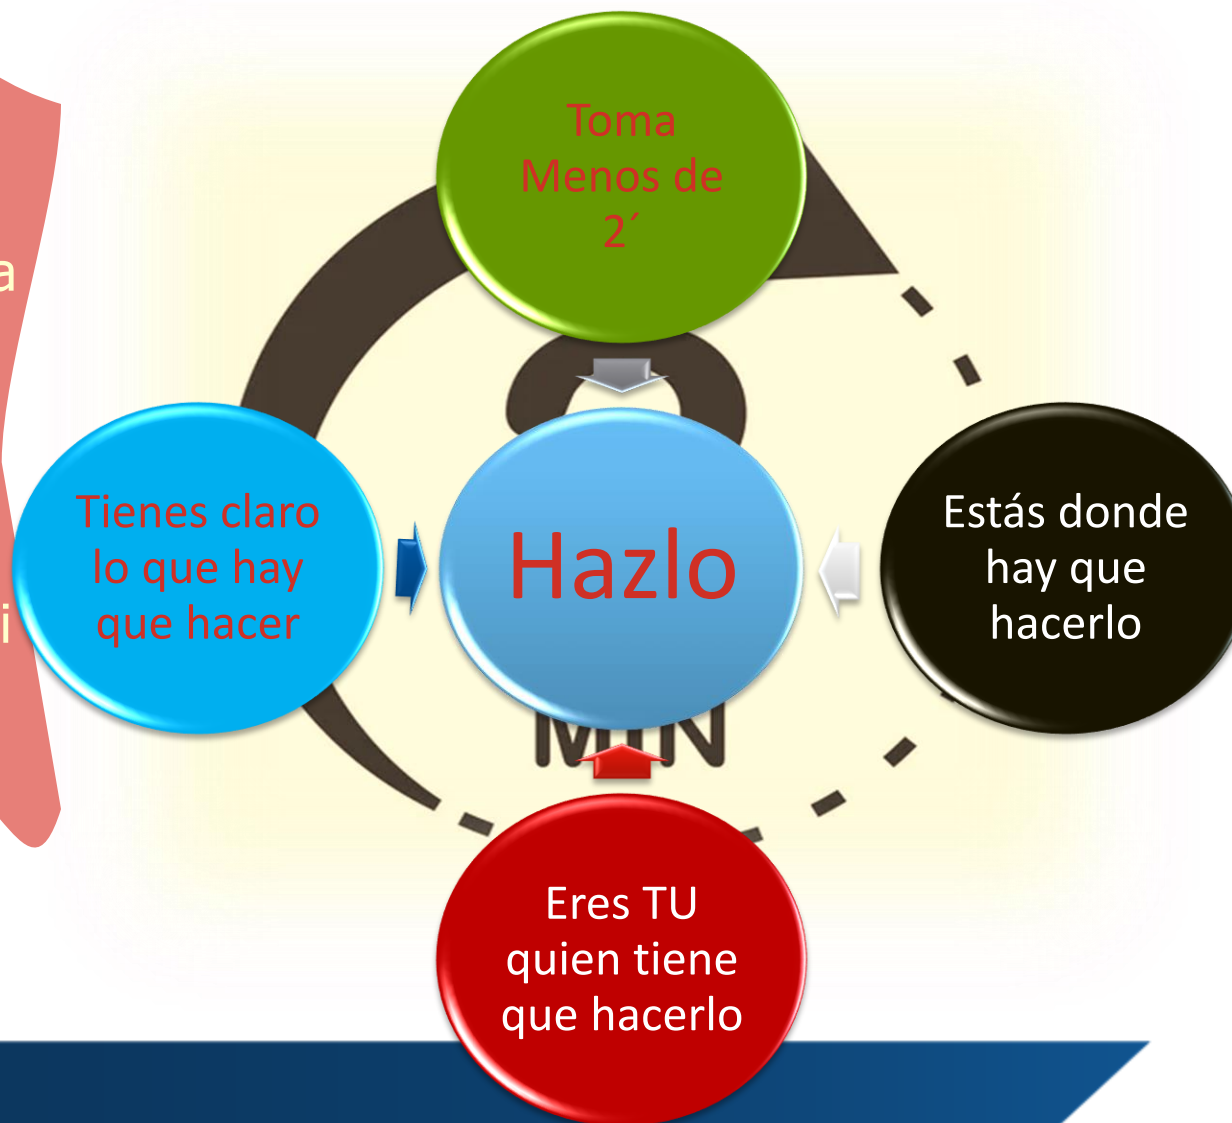 Toma
Menos de
2´
a
Tienes claro
lo que hay
que hacer
i
Hazlo
Estás donde
hay que
hacerlo
MIN
Eres TU
quien tiene
que hacerlo